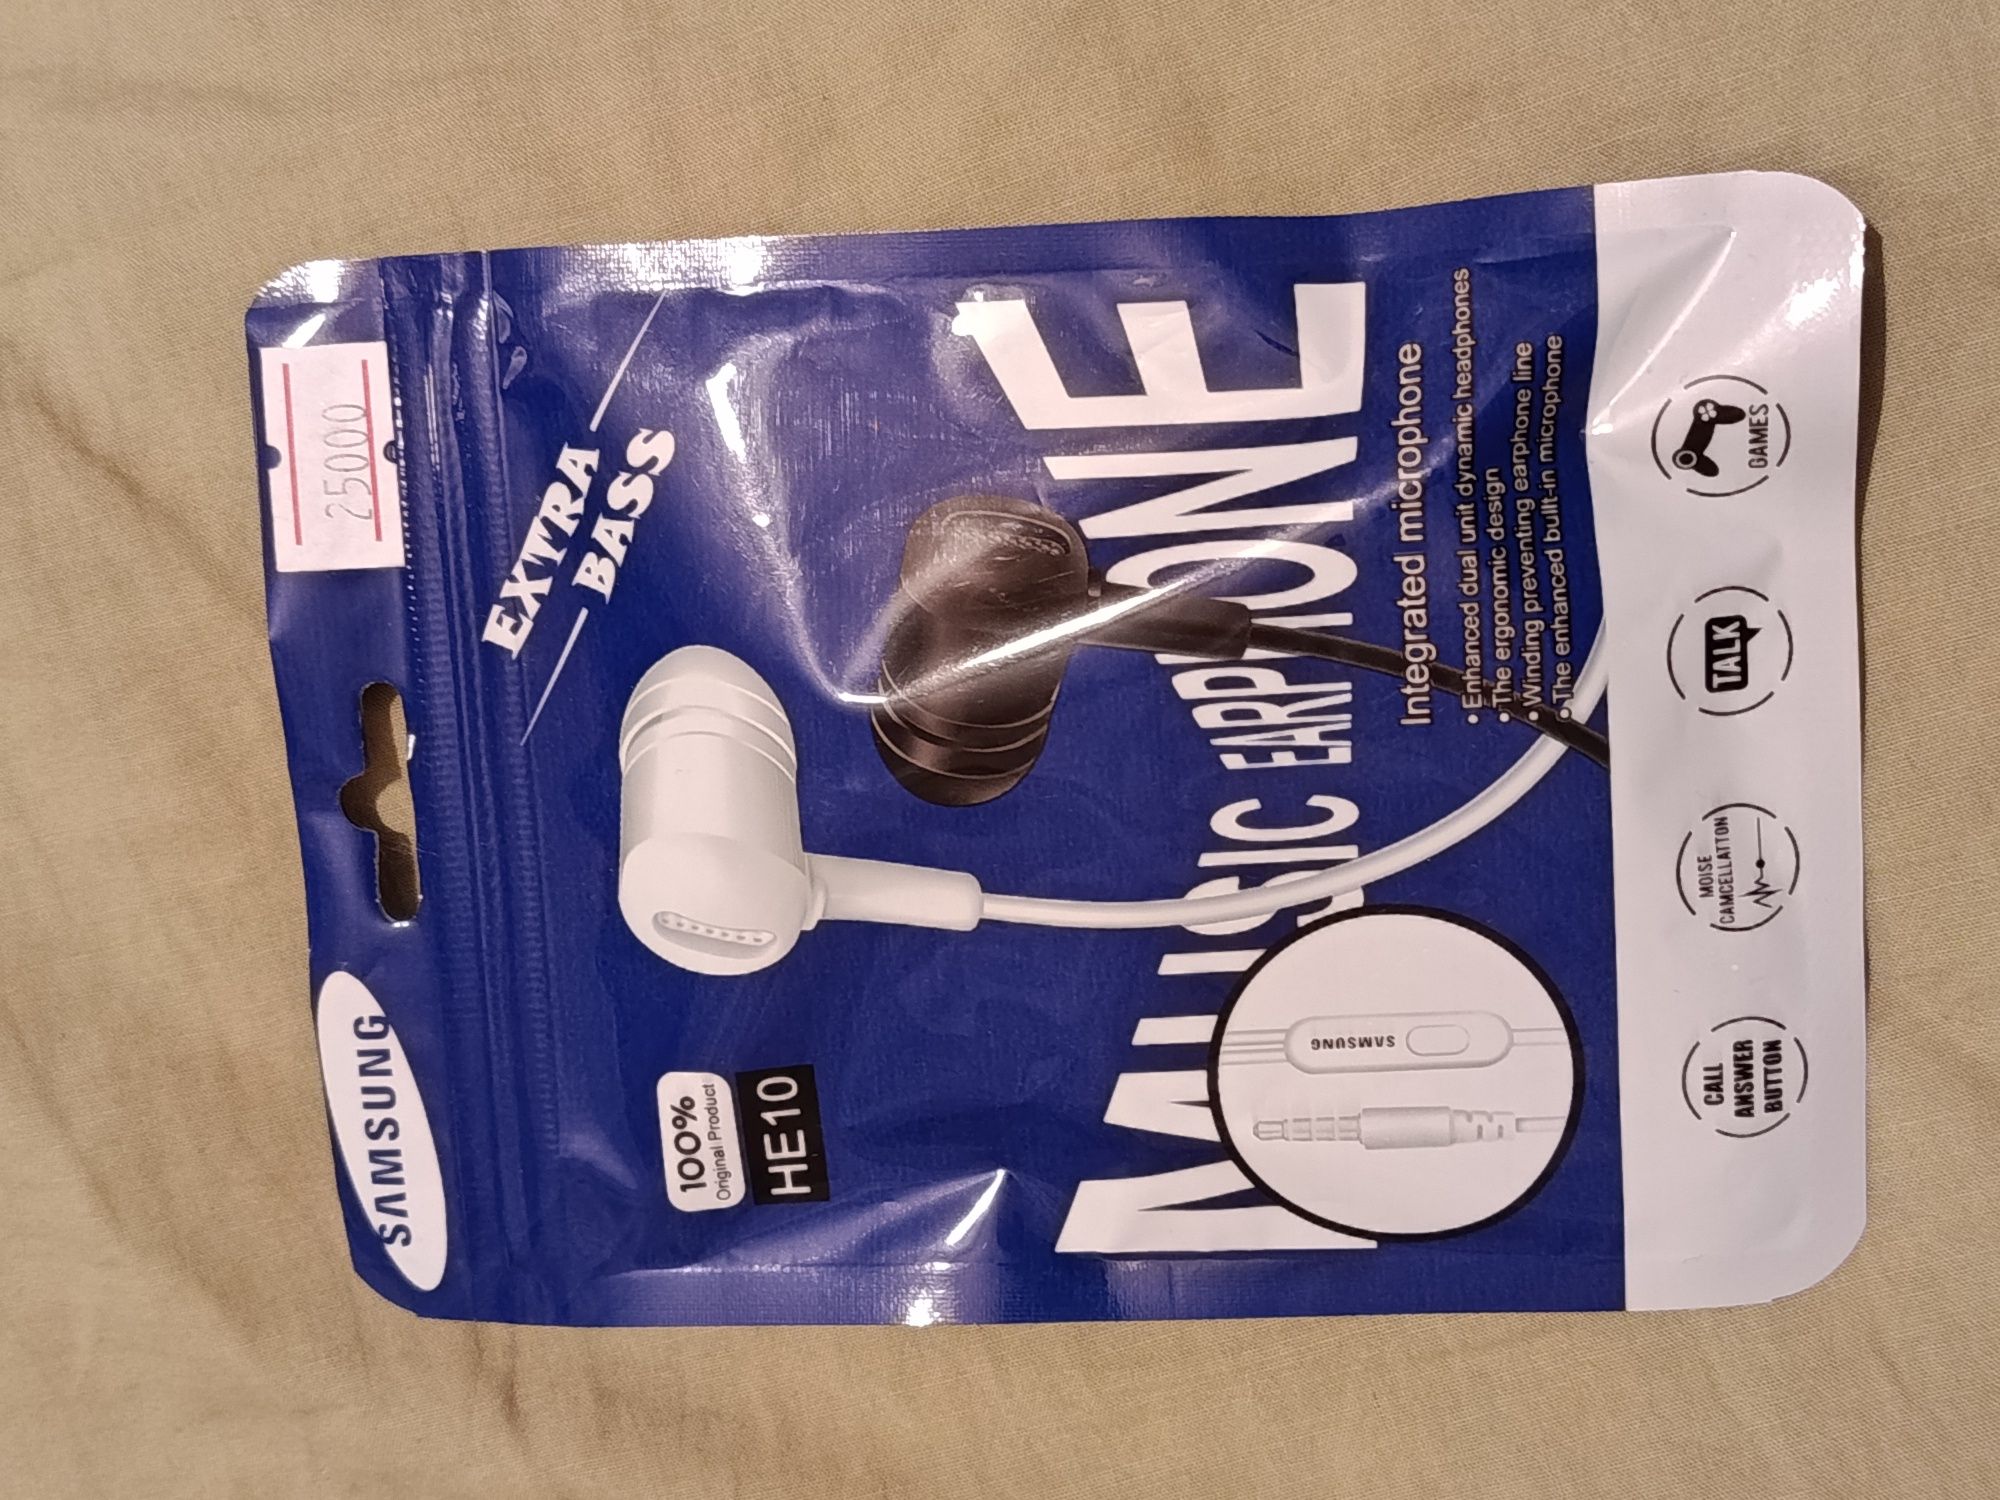 25000
SAMSUNG
EXTRA
BASS
100%
Original Product
HE10
MUSIC EARPHONE
SAMSUNG
Integrated microphone
• Enhanced dual unit dynamic headphones
• The ergonomic design
• Winding preventing earphone line
• The enhanced bulit-in microphone
CALL
ANSWER
BUTTON
MOISE
CAMCELLATTON
TALK
GAMES